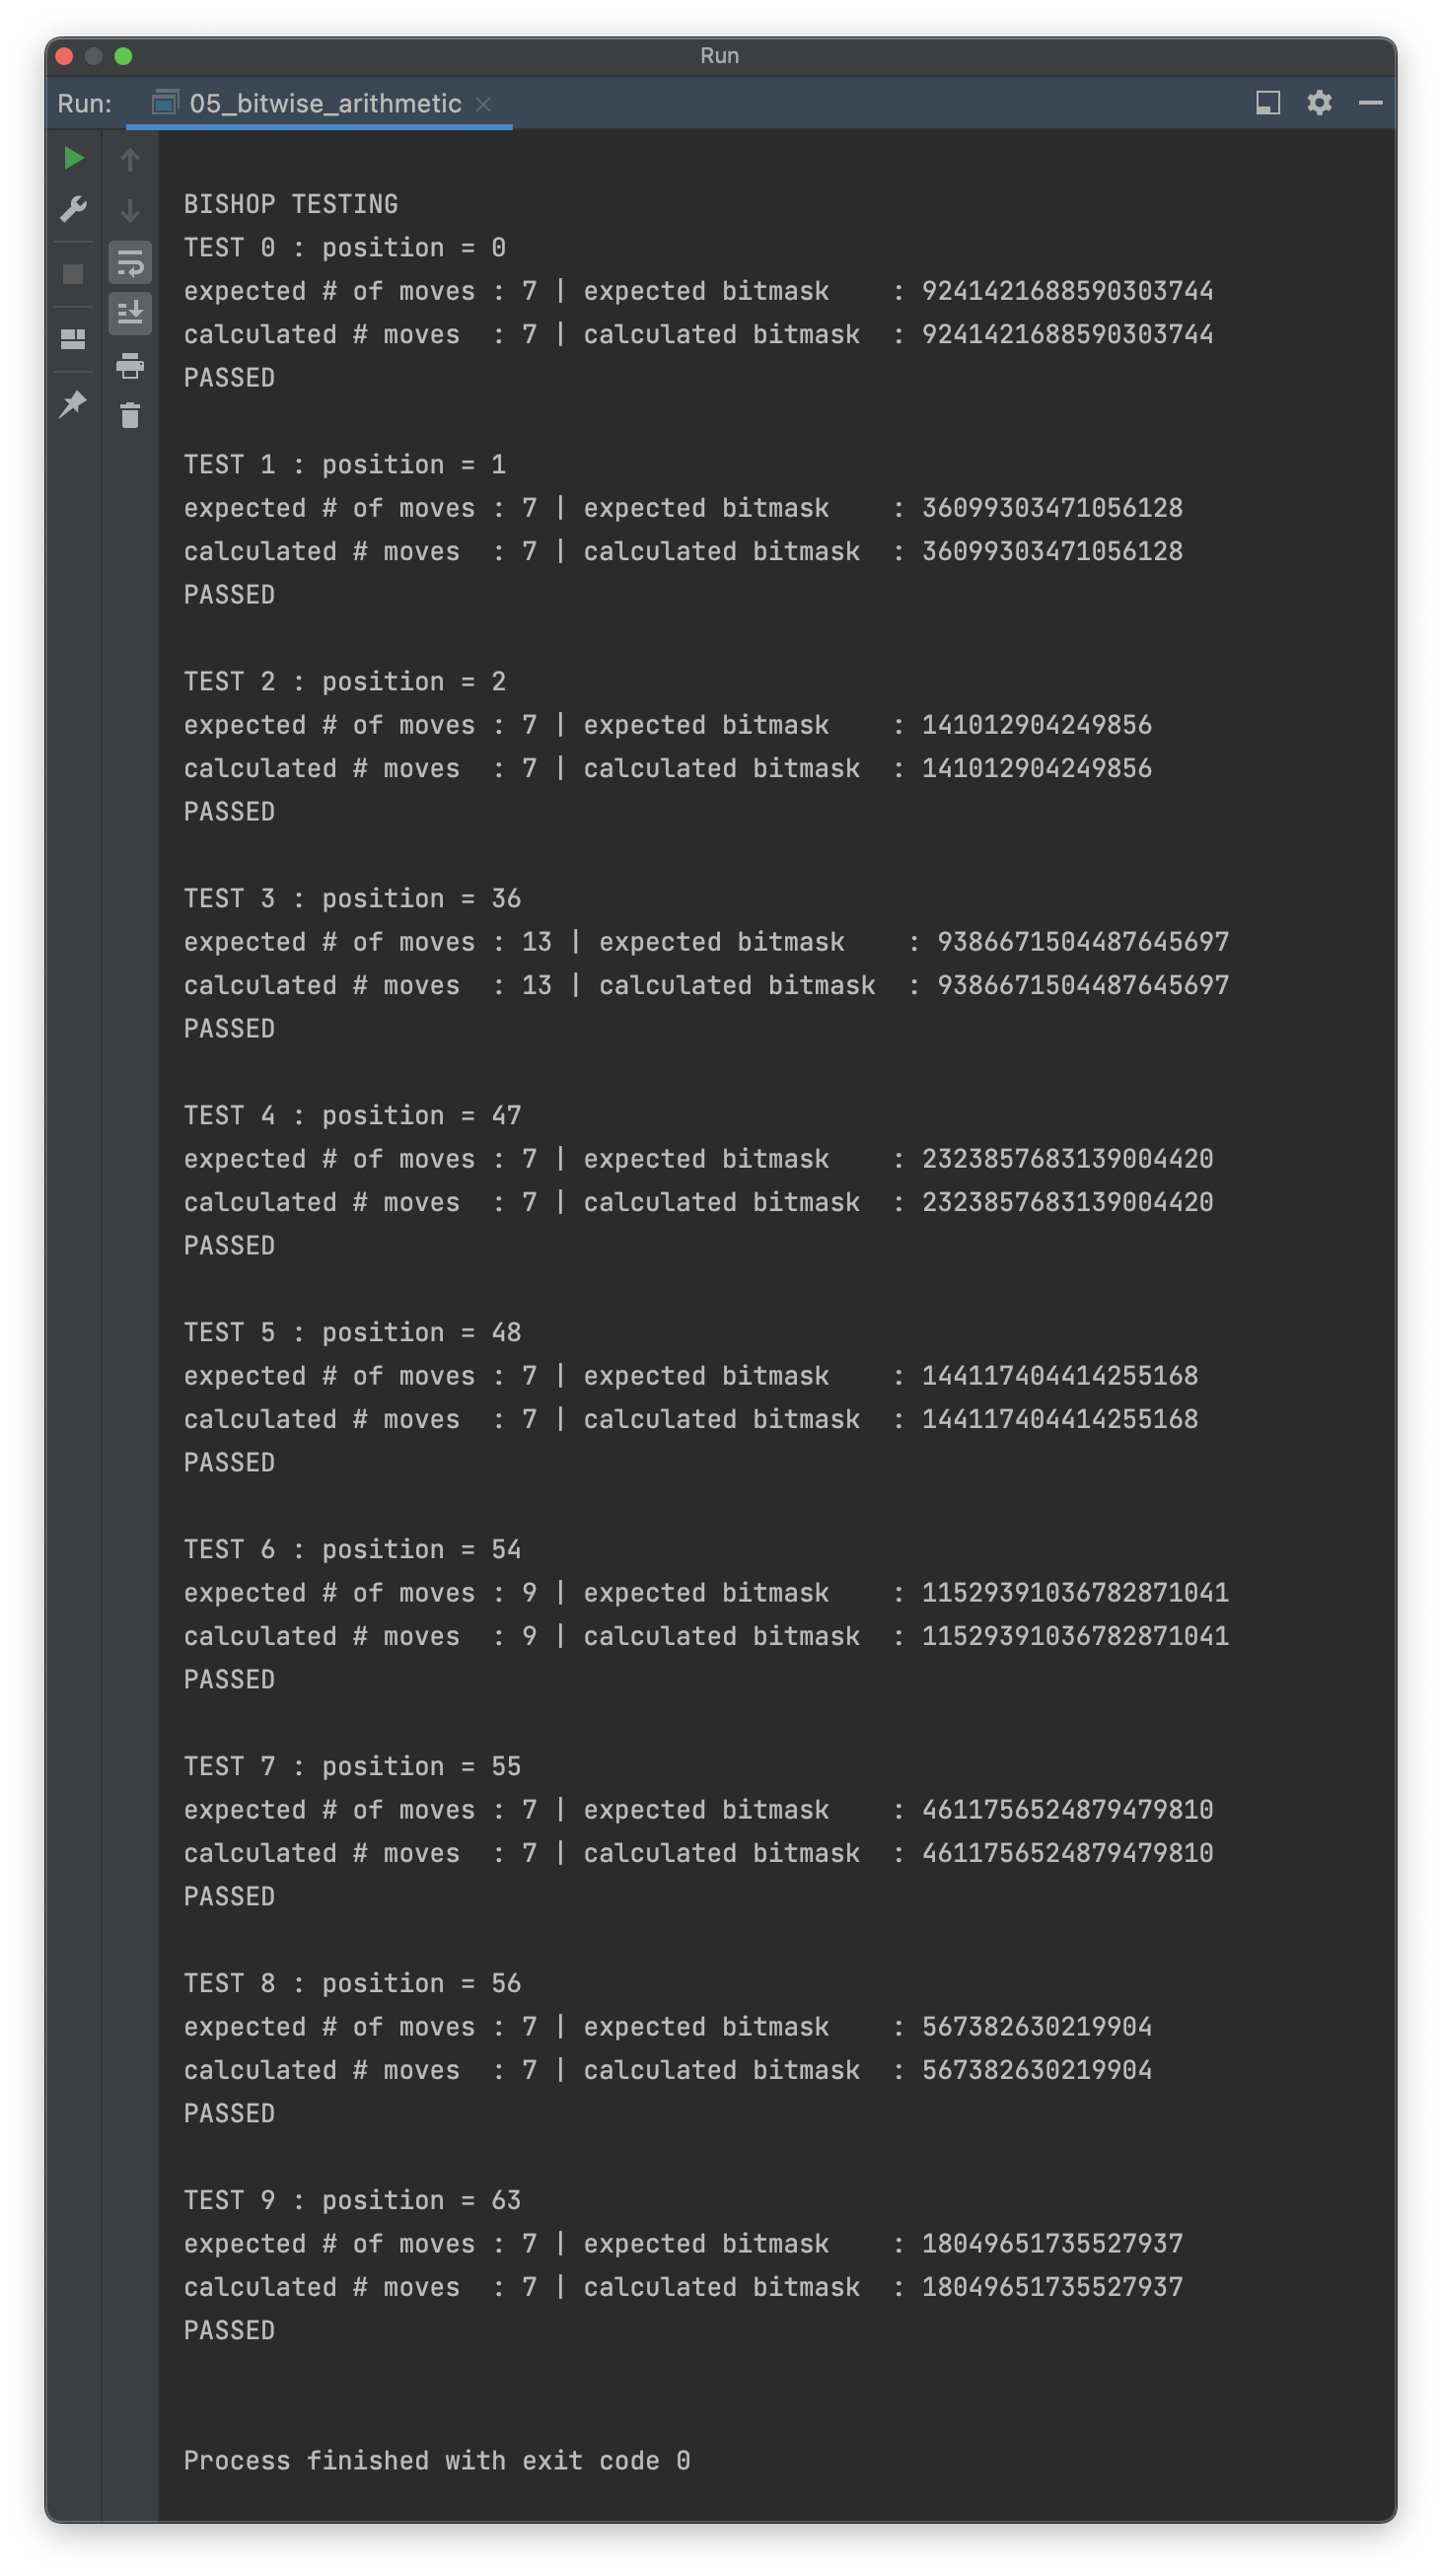 Run
Run: 05_bitwise_arithmetic
BISHOP TESTING
TEST 0 : position = 0
expected # of moves : 7 | expected bitmask    : 9241421688590303744
calculated # moves  : 7 | calculated bitmask  : 9241421688590303744
PASSED
TEST 1 : position = 1
expected # of moves : 7 | expected bitmask    : 36099303471056128
calculated # moves  : 7 | calculated bitmask  : 36099303471056128
PASSED
TEST 2 : position = 2
expected # of moves : 7 | expected bitmask    : 141012904249856
calculated # moves  : 7 | calculated bitmask  : 141012904249856
PASSED
TEST 3 : position = 36
expected # of moves : 13 | expected bitmask    : 9386671504487645697
calculated # moves  : 13 | calculated bitmask  : 9386671504487645697
PASSED
TEST 4 : position = 47
expected # of moves : 7 | expected bitmask    : 2323857683139004420
calculated # moves  : 7 | calculated bitmask  : 2323857683139004420
PASSED
TEST 5 : position = 48
expected # of moves : 7 | expected bitmask    : 144117404414255168
calculated # moves  : 7 | calculated bitmask  : 144117404414255168
PASSED
TEST 6 : position = 54
expected # of moves : 9 | expected bitmask    : 11529391036782871041
calculated # moves  : 9 | calculated bitmask  : 11529391036782871041
PASSED
TEST 7 : position = 55
expected # of moves : 7 | expected bitmask    : 4611756524879479810
calculated # moves  : 7 | calculated bitmask  : 4611756524879479810
PASSED
TEST 8 : position = 56
expected # of moves : 7 | expected bitmask    : 567382630219904
calculated # moves  : 7 | calculated bitmask  : 567382630219904
PASSED
TEST 9 : position = 63
expected # of moves : 7 | expected bitmask    : 18049651735527937
calculated # moves  : 7 | calculated bitmask  : 18049651735527937
PASSED
Process finished with exit code 0